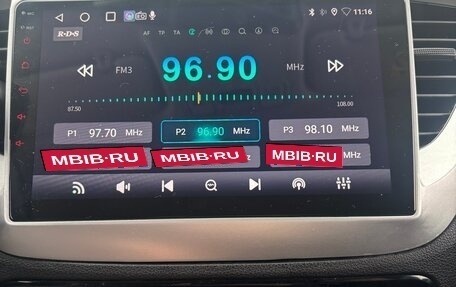 11:16
MIC
R·D·S
AF TP TA
FM3 96.90 MHz
87.50 108.00
P1 97.70 MHz P2 96.90 MHz P3 98.10 MHz
MBIB·RU MBIB·RU MBIB·RU MHz